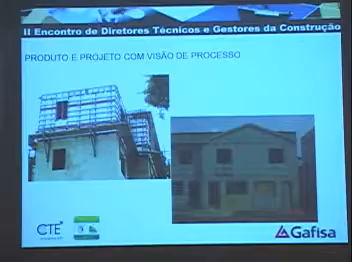 II Encontro de Diretores Técnicos e Gestores da Construção
PRODUTO E PROJETO COM VISÃO DE PROCESSO
CTE
Gafisa